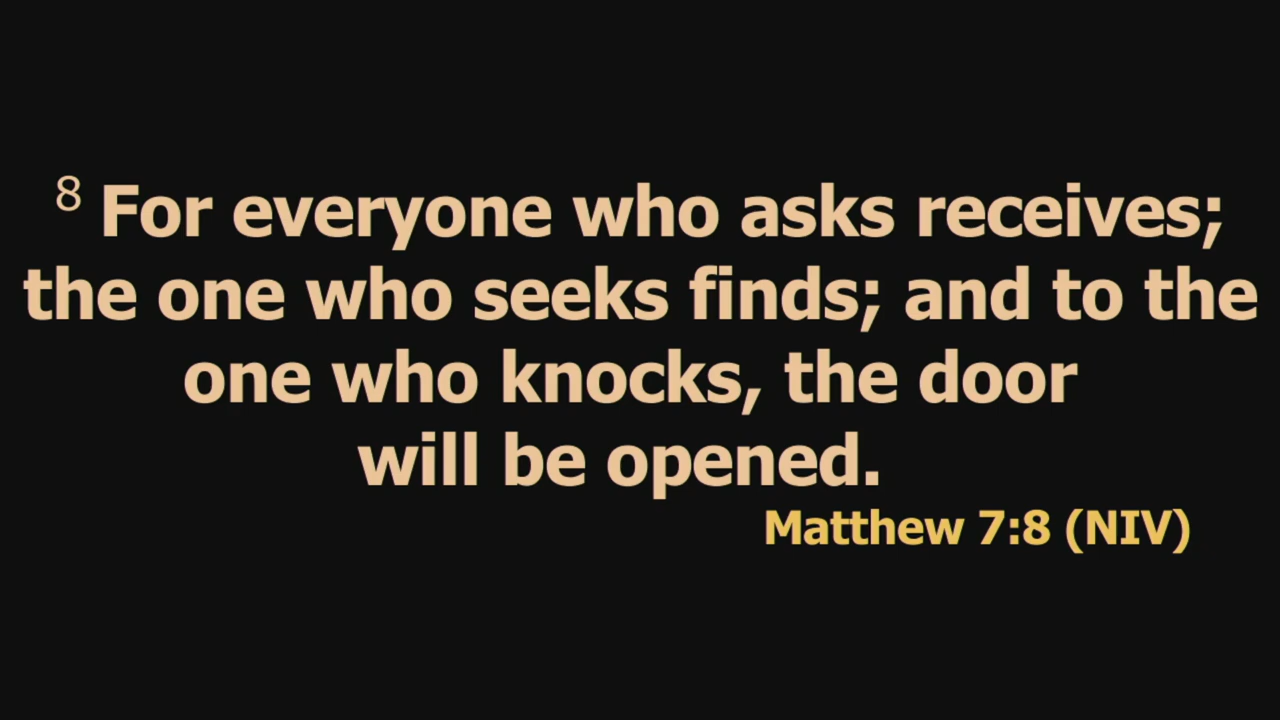 8 For everyone who asks receives;
the one who seeks finds; and to the
one who knocks, the door
will be opened.
Matthew 7:8 (NIV)